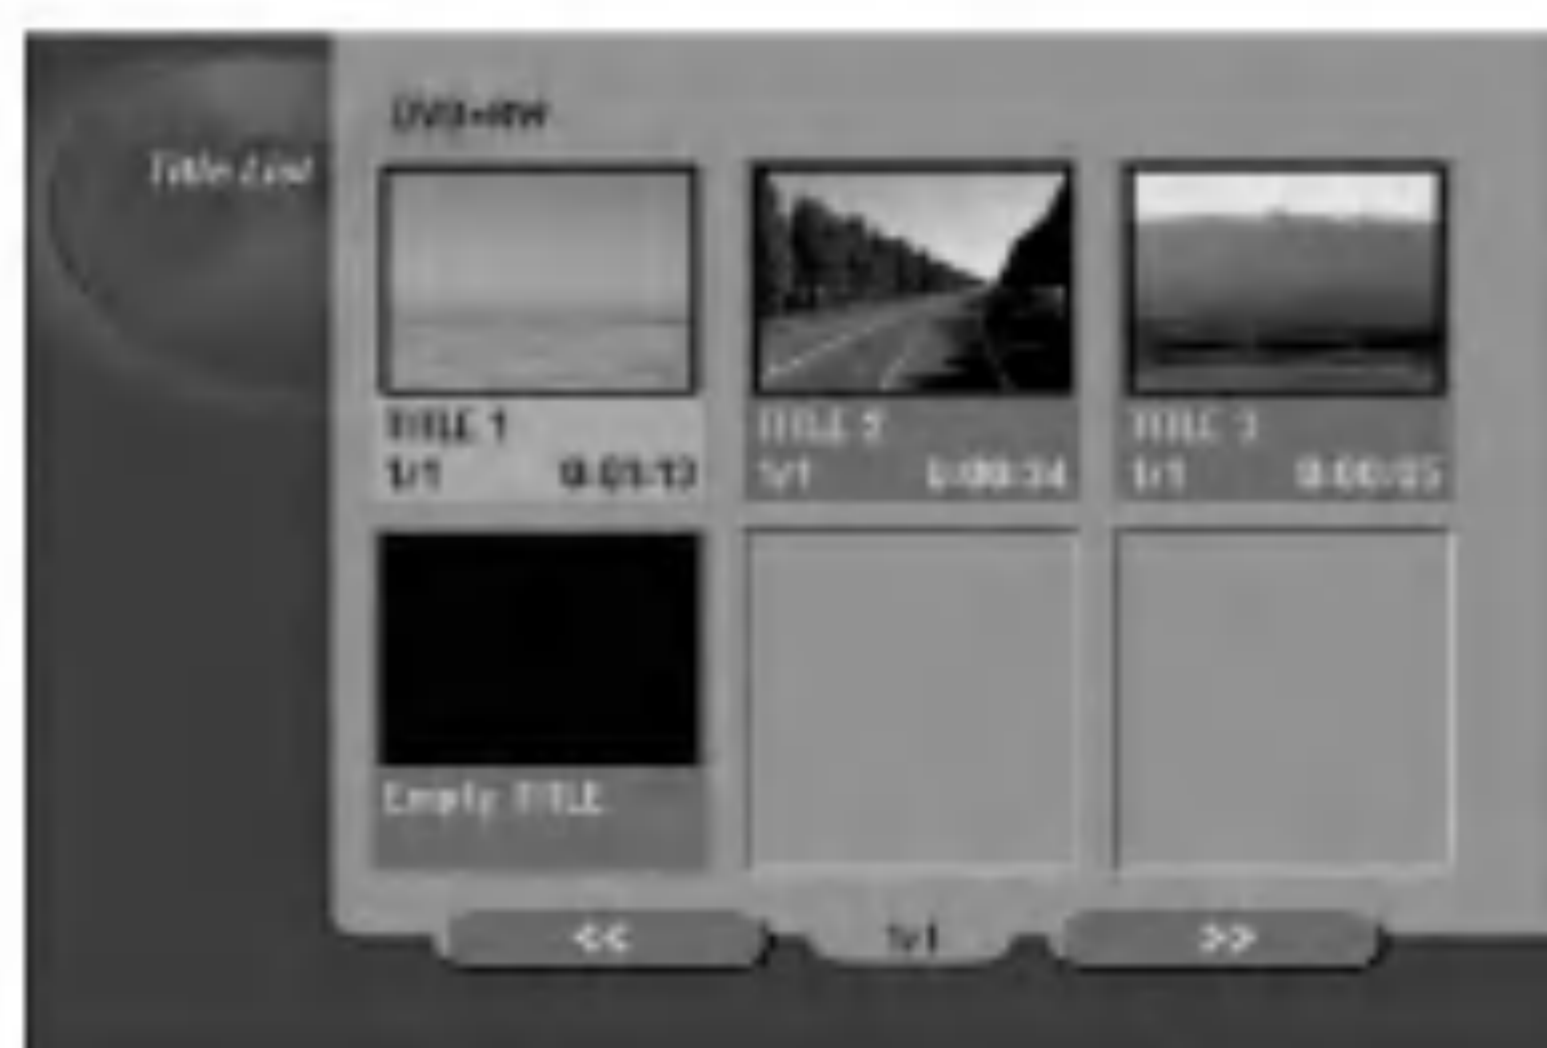 DVD+RW
Title List
TITLE 1
1/1
TITLE 2
1/1
TITLE 3
1/1
Empty TITLE
<<
1/1
>>